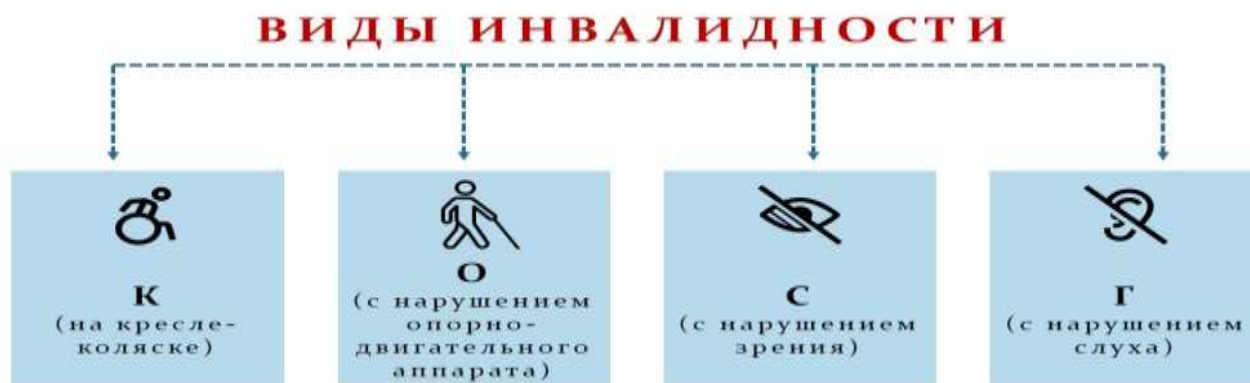 ВИДЫ ИНВАЛИДНОСТИ
К
(на кресле-
коляске)
О
(с нарушением
опорно-
двигательного
аппарата)
С
(с нарушением
зрения)
Г
(с нарушением
слуха)